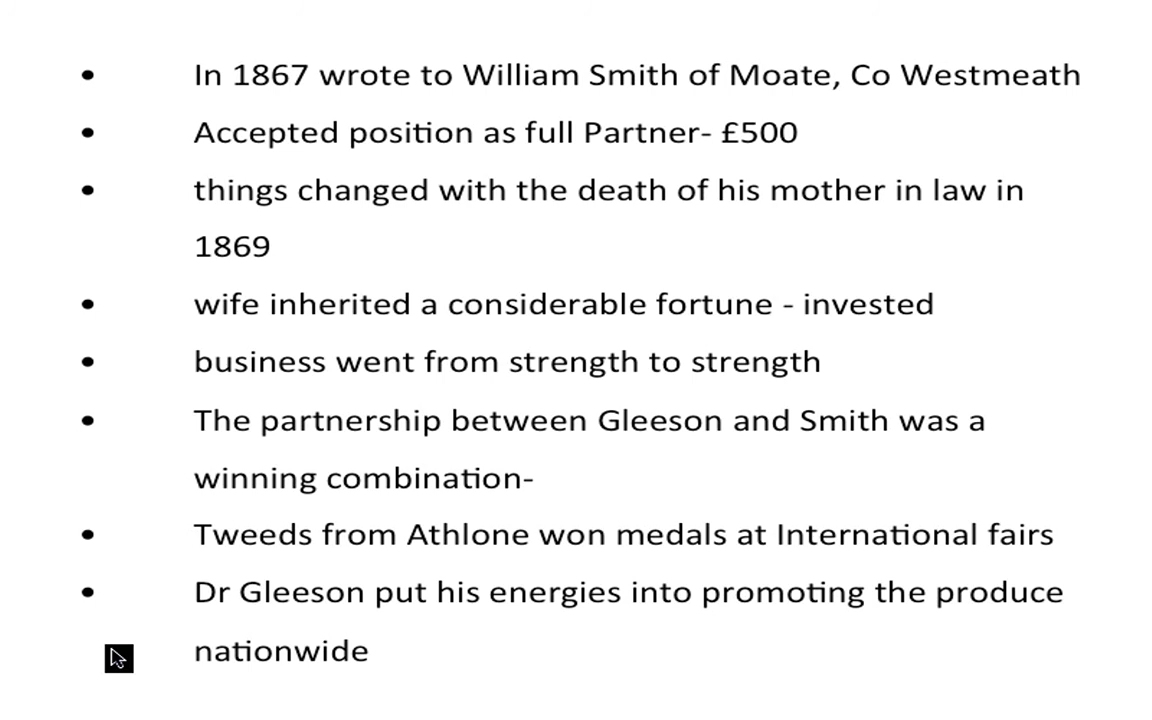 • In 1867 wrote to William Smith of Moate, Co Westmeath
• Accepted position as full Partner- £500
• things changed with the death of his mother in law in
1869
• wife inherited a considerable fortune - invested
• business went from strength to strength
• The partnership between Gleeson and Smith was a
winning combination-
• Tweeds from Athlone won medals at International fairs
• Dr Gleeson put his energies into promoting the produce
nationwide